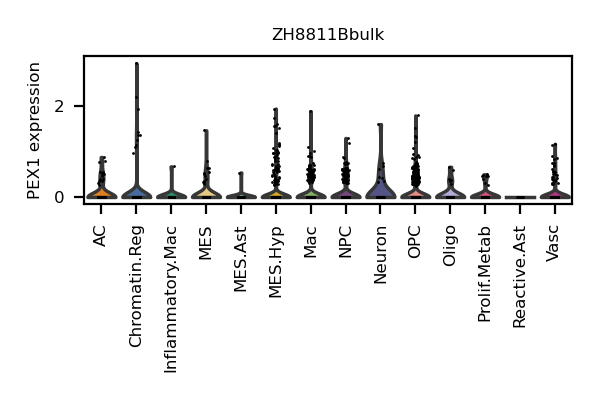 ZH8811Bbulk
PEX1 expression
2
0
AC
Chromatin.Reg
Inflammatory.Mac
MES
MES.Ast
MES.Hyp
Mac
NPC
Neuron
OPC
Oligo
Prolif.Metab
Reactive.Ast
Vasc